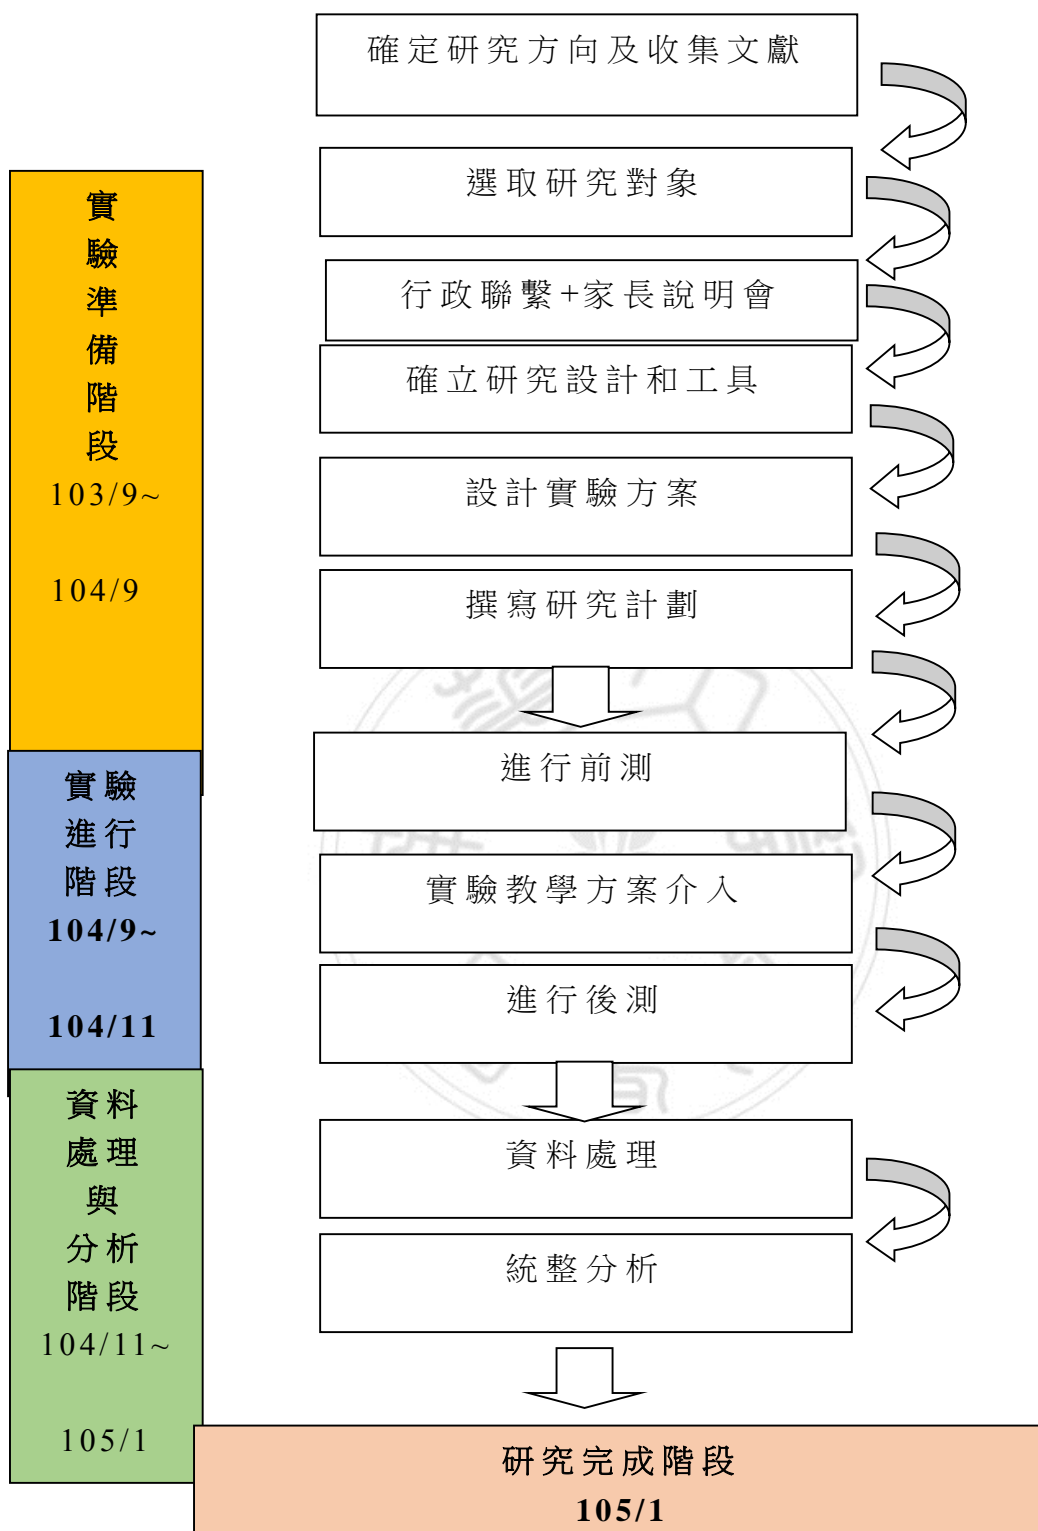 確定研究方向及收集文獻
選取研究對象
行政聯繫+家長說明會
確立研究設計和工具
設計實驗方案
撰寫研究計劃
進行前測
實驗教學方案介入
進行後測
資料處理
統整分析
實
驗
準
備
階
段
103/9~
104/9
實驗
進行
階段
104/9~
104/11
資料
處理
與
分析
階段
104/11~
105/1
研究完成階段
105/1